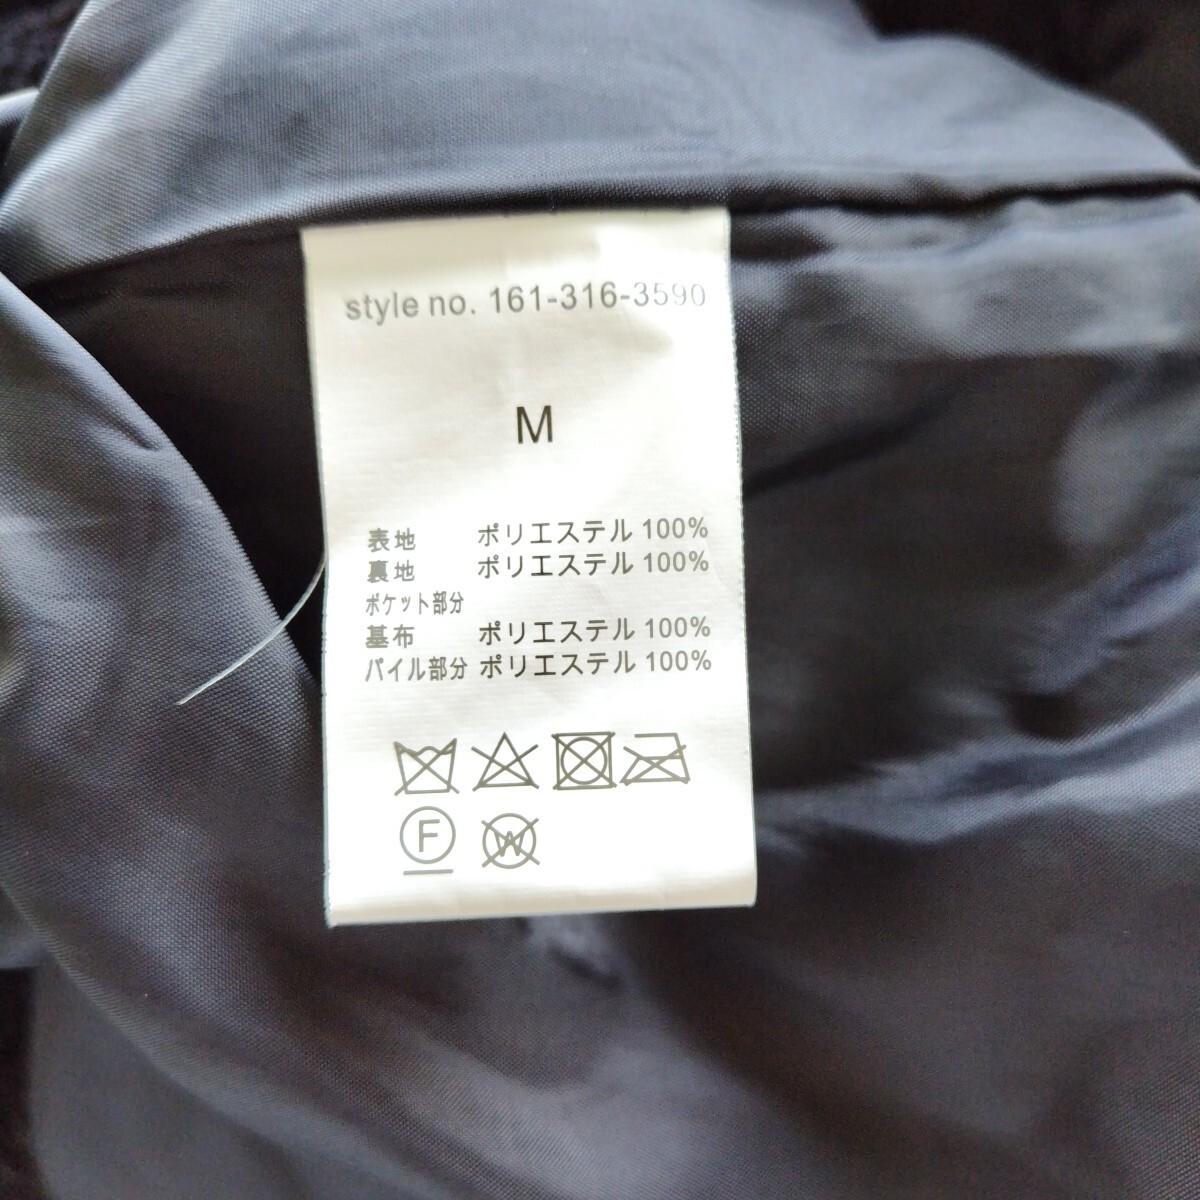 style no. 161-316-3590
M
表地 ポリエステル 100%
裏地 ポリエステル 100%
ポケット部分
基布 ポリエステル 100%
パイル部分 ポリエステル 100%
F
W